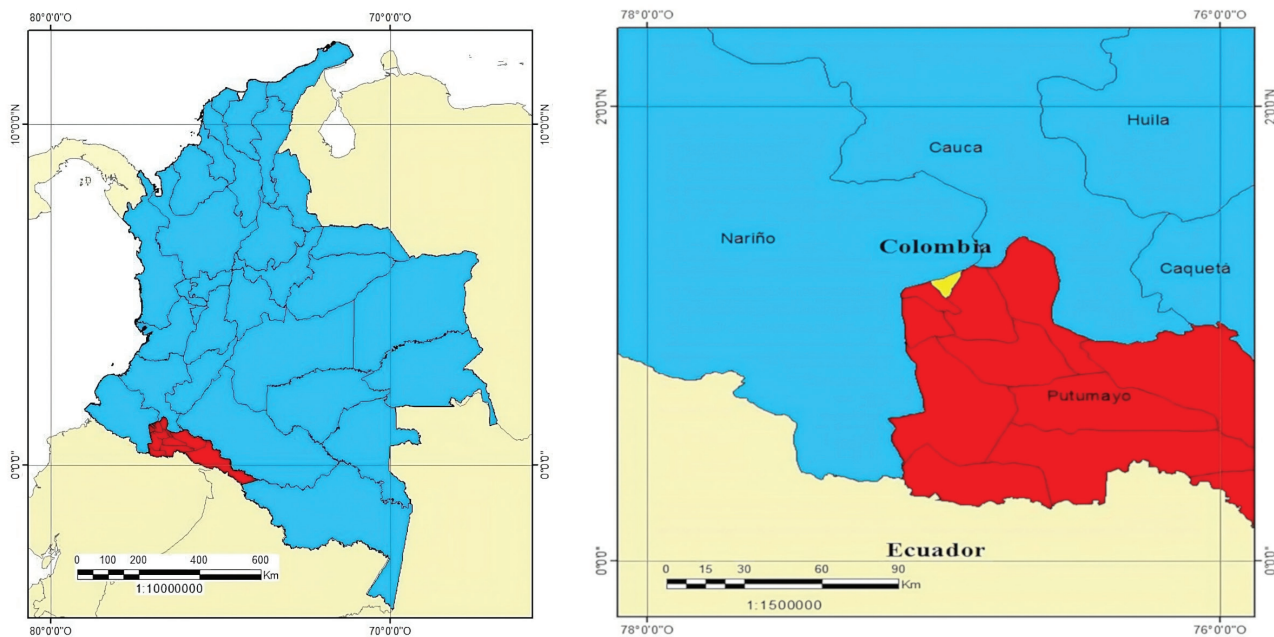 80°0'0"O 70°0'0"O
10°0'0"N 10°0'0"N
0°0'0" 0°0'0"
0 100 200 400 600
Km
1:10000000
80°0'0"O 70°0'0"O
78°0'0"O 76°0'0"O
2°0'0"N 2°0'0"N
Huila
Cauca
Nariño
Colombia
Caquetá
Putumayo
Ecuador
0°0'0" 0°0'0"
0 15 30 60 90
Km
1:1500000
78°0'0"O 76°0'0"O